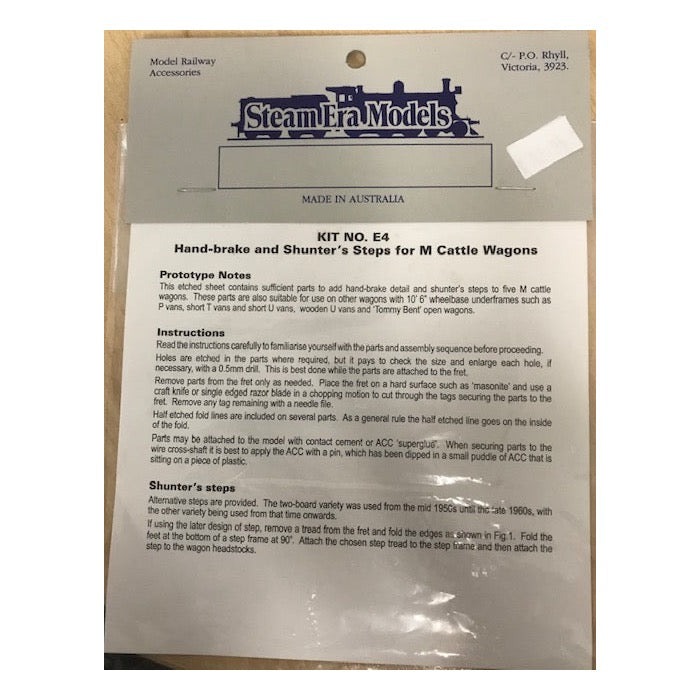 Model Railway
Accessories
C/- P.O. Rhyll,
Victoria, 3923.
Steam Era Models
MADE IN AUSTRALIA
KIT NO. E4
Hand-brake and Shunter's Steps for M Cattle Wagons
Prototype Notes
This etched sheet contains sufficient parts to add hand-brake detail and shunter's steps to five M cattle
wagons. These parts are also suitable for use on other wagons with 10' 6" wheelbase underframes such as
P vans, short T vans and short U vans, wooden U vans and 'Tommy Bent' open wagons.
Instructions
Read the instructions carefully to familiarise yourself with the parts and assembly sequence before proceeding.
Holes are etched in the parts where required, but it pays to check the size and enlarge each hole, if
necessary, with a 0.5mm drill. This is best done while the parts are attached to the fret.
Remove parts from the fret only as needed. Place the fret on a hard surface such as 'masonite' and use a
craft knife or single edged razor blade in a chopping motion to cut through the tags securing the parts to the
fret. Remove any tag remaining with a needle file.
Half etched fold lines are included on several parts. As a general rule the half etched line goes on the inside
of the fold.
Parts may be attached to the model with contact cement or ACC 'superglue'. When securing parts to the
wire cross-shaft it is best to apply the ACC with a pin, which has been dipped in a small puddle of ACC that is
sitting on a piece of plastic.
Shunter's steps
Alternative steps are provided. The two-board variety was used from the mid 1950s until the late 1960s, with
the other variety being used from that time onwards.
If using the later design of step, remove a tread from the fret and fold the edges as shown in Fig.1. Fold the
feet at the bottom of a step frame at 90°. Attach the chosen step tread to the step frame and then attach the
step to the wagon headstocks.